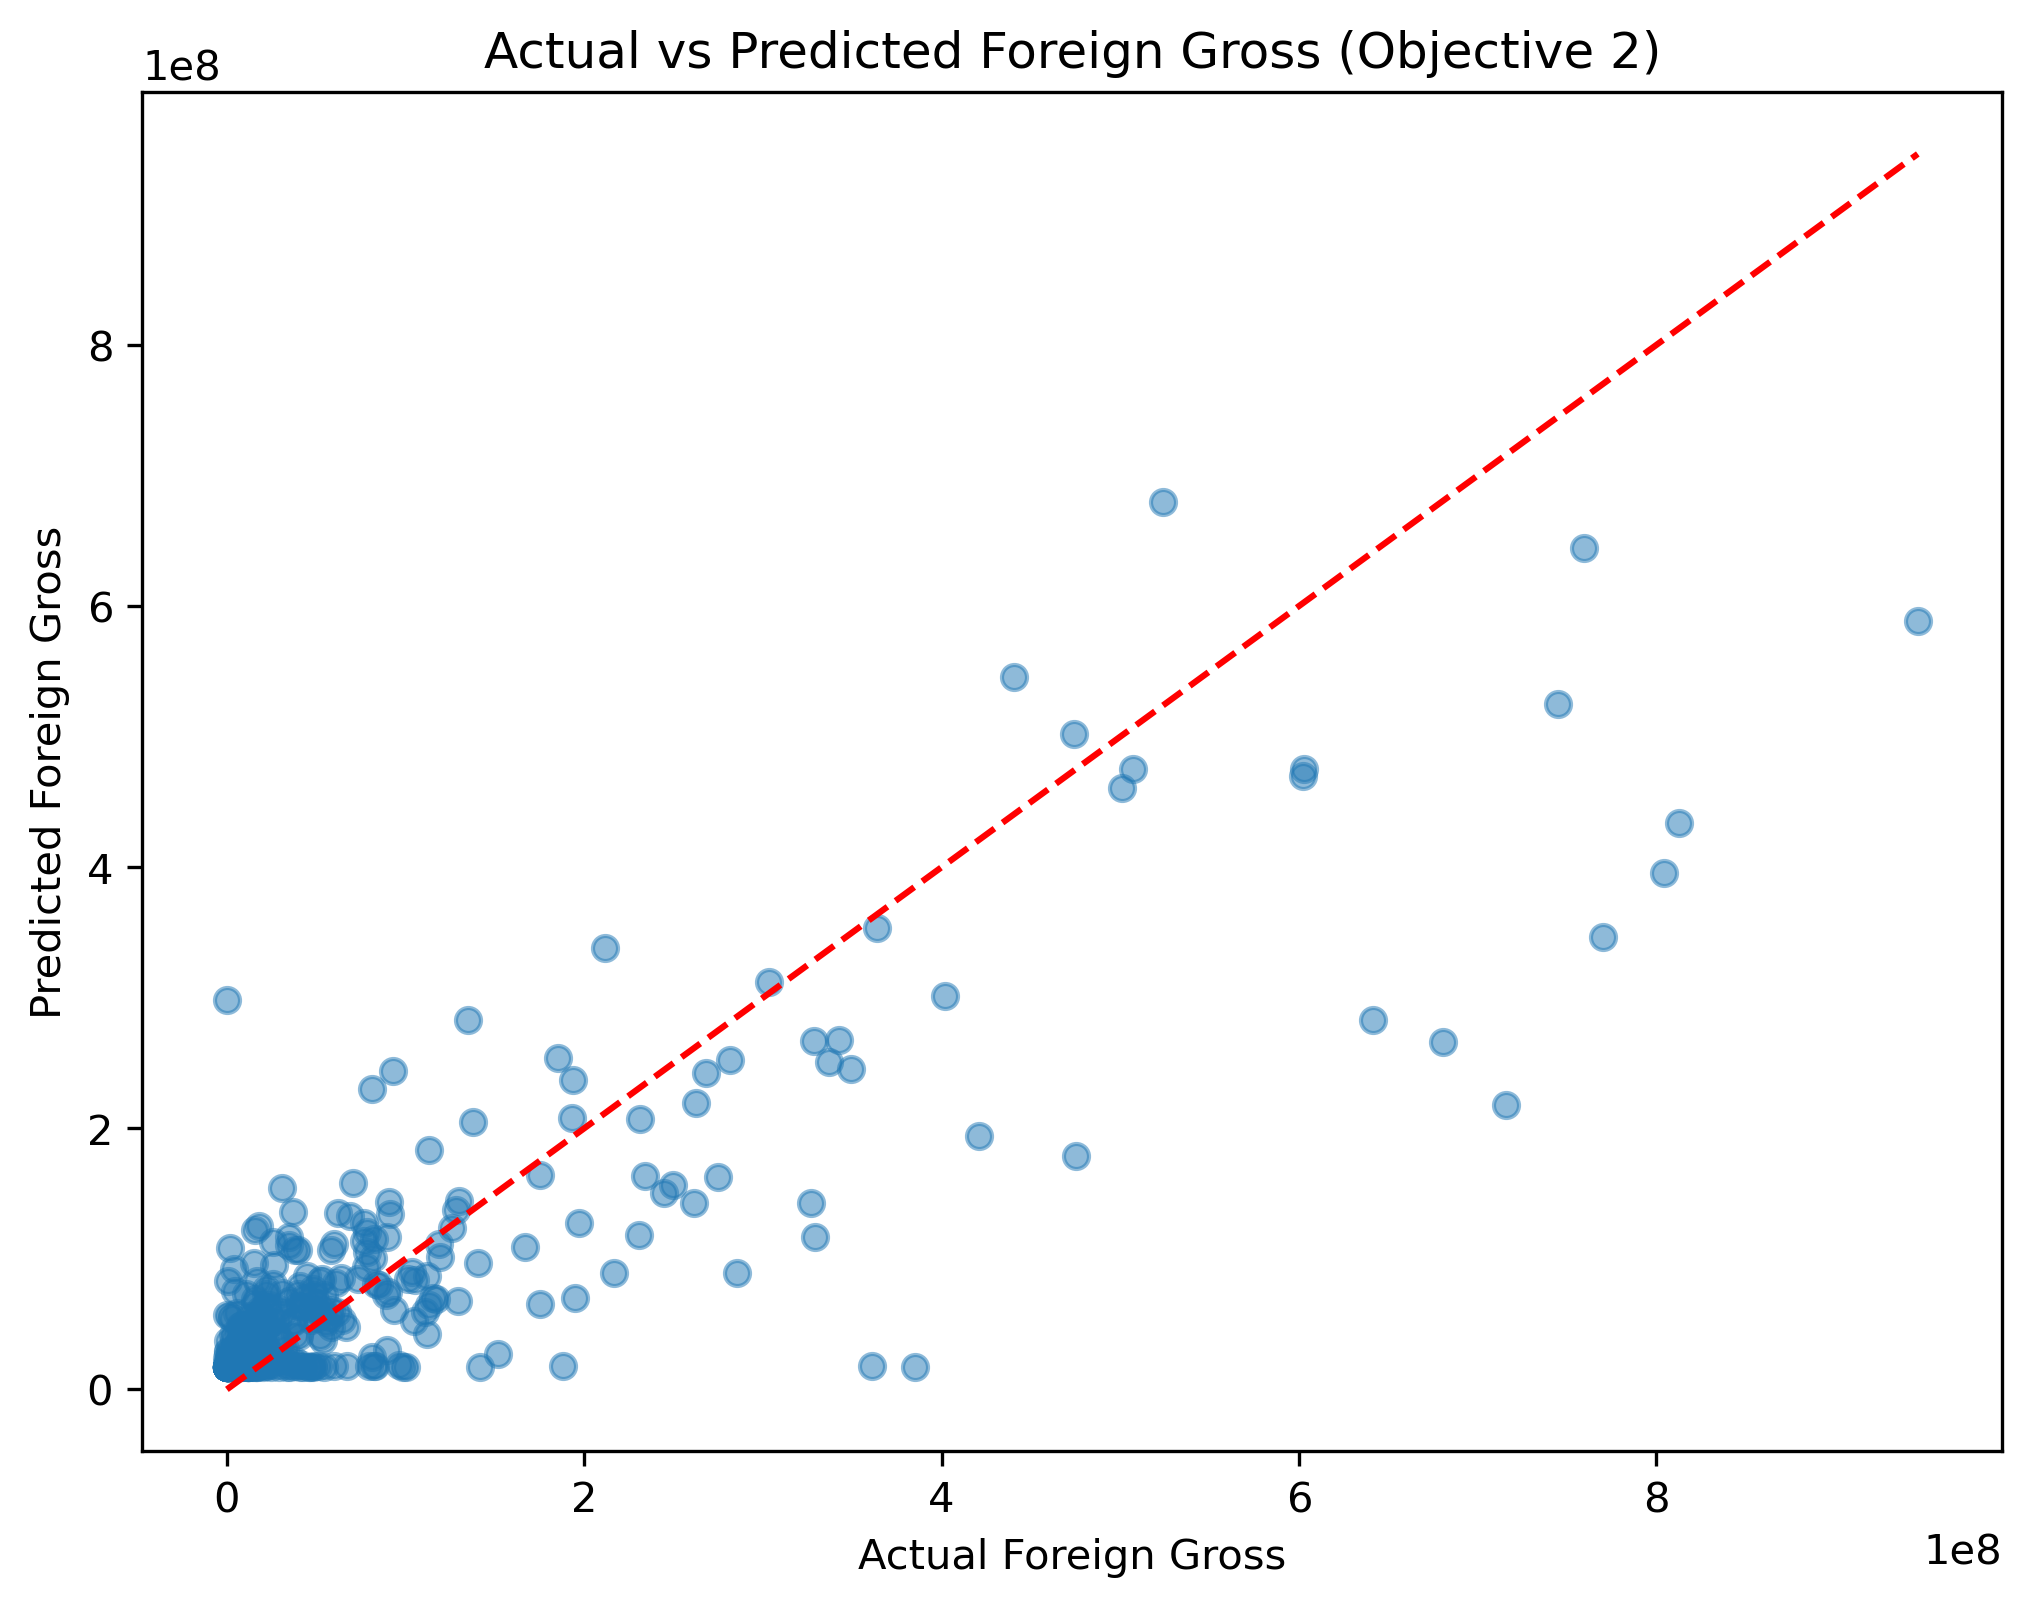 Actual vs Predicted Foreign Gross (Objective 2)
1e8
8
6
4
2
0
Predicted Foreign Gross
0 2 4 6 8
Actual Foreign Gross
1e8